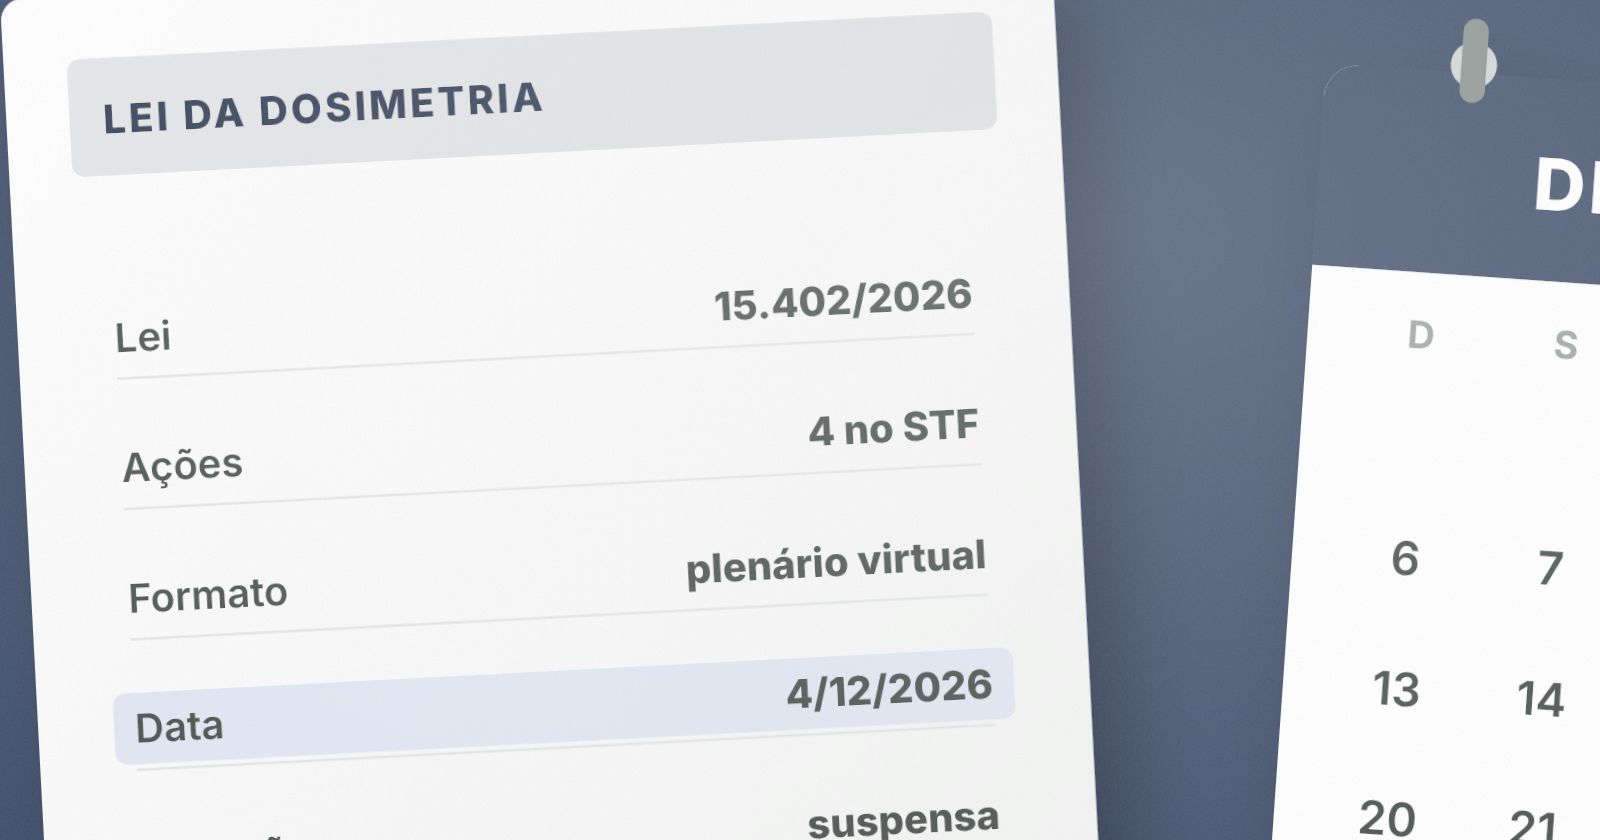 LEI DA DOSIMETRIA
Lei 15.402/2026
Ações 4 no STF
Formato plenário virtual
Data 4/12/2026
suspensa
D S
6 7
13 14
20 21